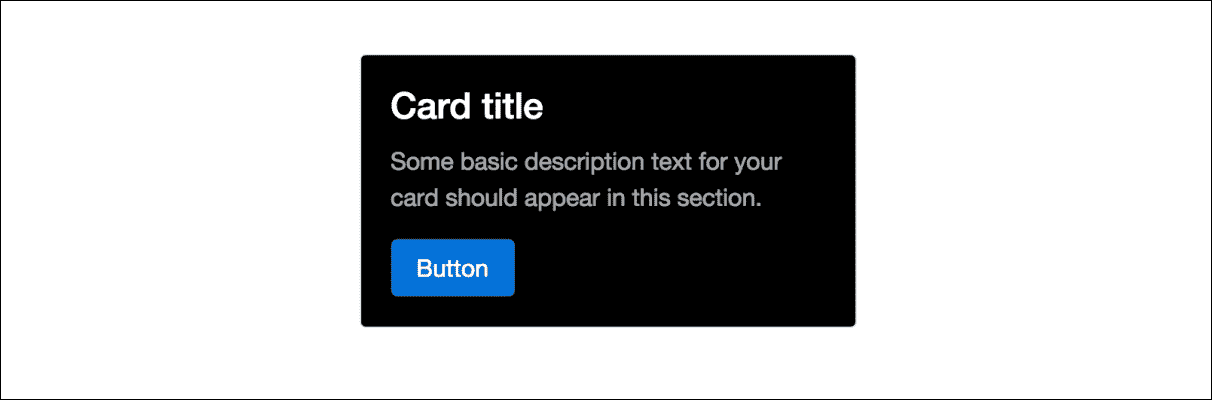 Card title
Some basic description text for your
card should appear in this section.
Button